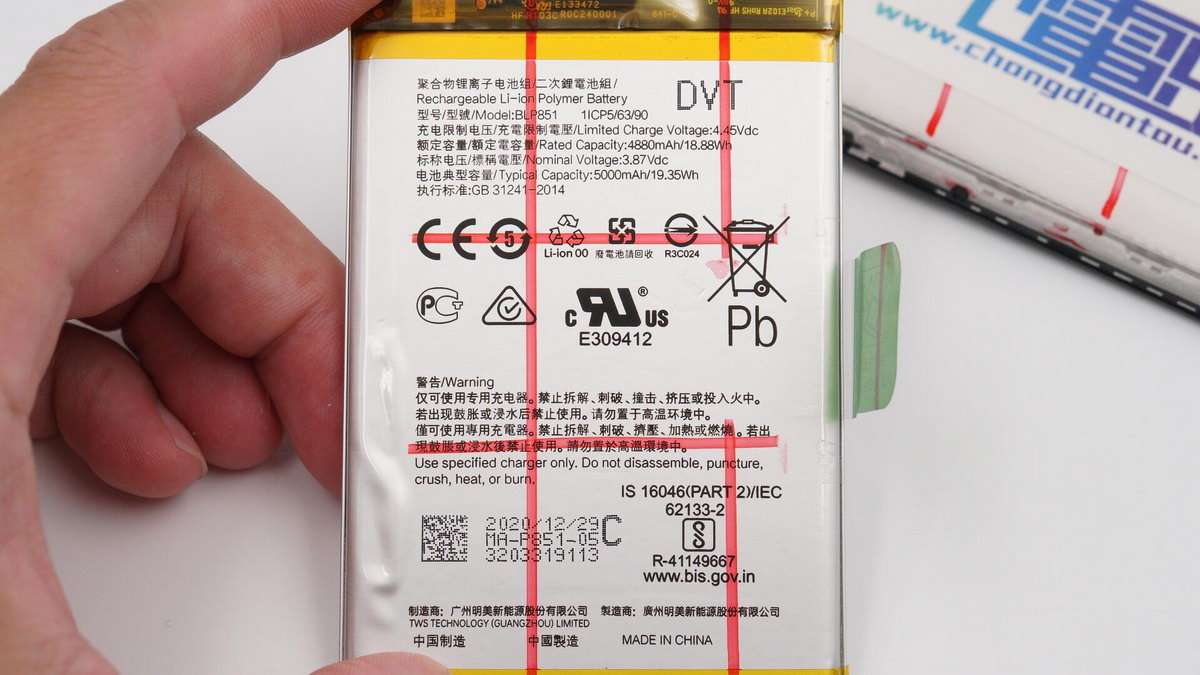 E133472
HF HT03C R0C240001
電
www.chongdiantou.
聚合物锂离子电池组/二次鋰電池組/
Rechargeable Li-ion Polymer Battery
DVT
型号/型號/Model:BLP851 1ICP5/63/90
充电限制电压/充電限制電壓/Limited Charge Voltage:4.45Vdc
额定容量/額定電容量/Rated Capacity:4880mAh/18.88Wh
标称电压/標稱電壓/Nominal Voltage:3.87Vdc
电池典型容量/Typical Capacity:5000mAh/19.35Wh
执行标准:GB 31241-2014
CE 5
Li-ion 00 廢電池請回收 R3C024
Pb
c RU® US
E309412
警告/Warning
仅可使用专用充电器。禁止拆解、刺破、撞击、挤压或投入火中。
若出现鼓胀或浸水后禁止使用。请勿置于高温环境中。
僅可使用專用充電器。禁止拆解、刺破、擠壓、加熱或燃燒。若出
現鼓脹或浸水後禁止使用。請勿置於高溫環境中。
Use specified charger only. Do not disassemble, puncture,
crush, heat, or burn.
IS 16046(PART 2)/IEC
62133-2
2020/12/29 C
MA-P851-05
3203319113
R-41149667
www.bis.gov.in
制造商：广州明美新能源股份有限公司 製造商：廣州明美新能源股份有限公司
TWS TECHNOLOGY (GUANGZHOU) LIMITED
中国制造 中國製造 MADE IN CHINA